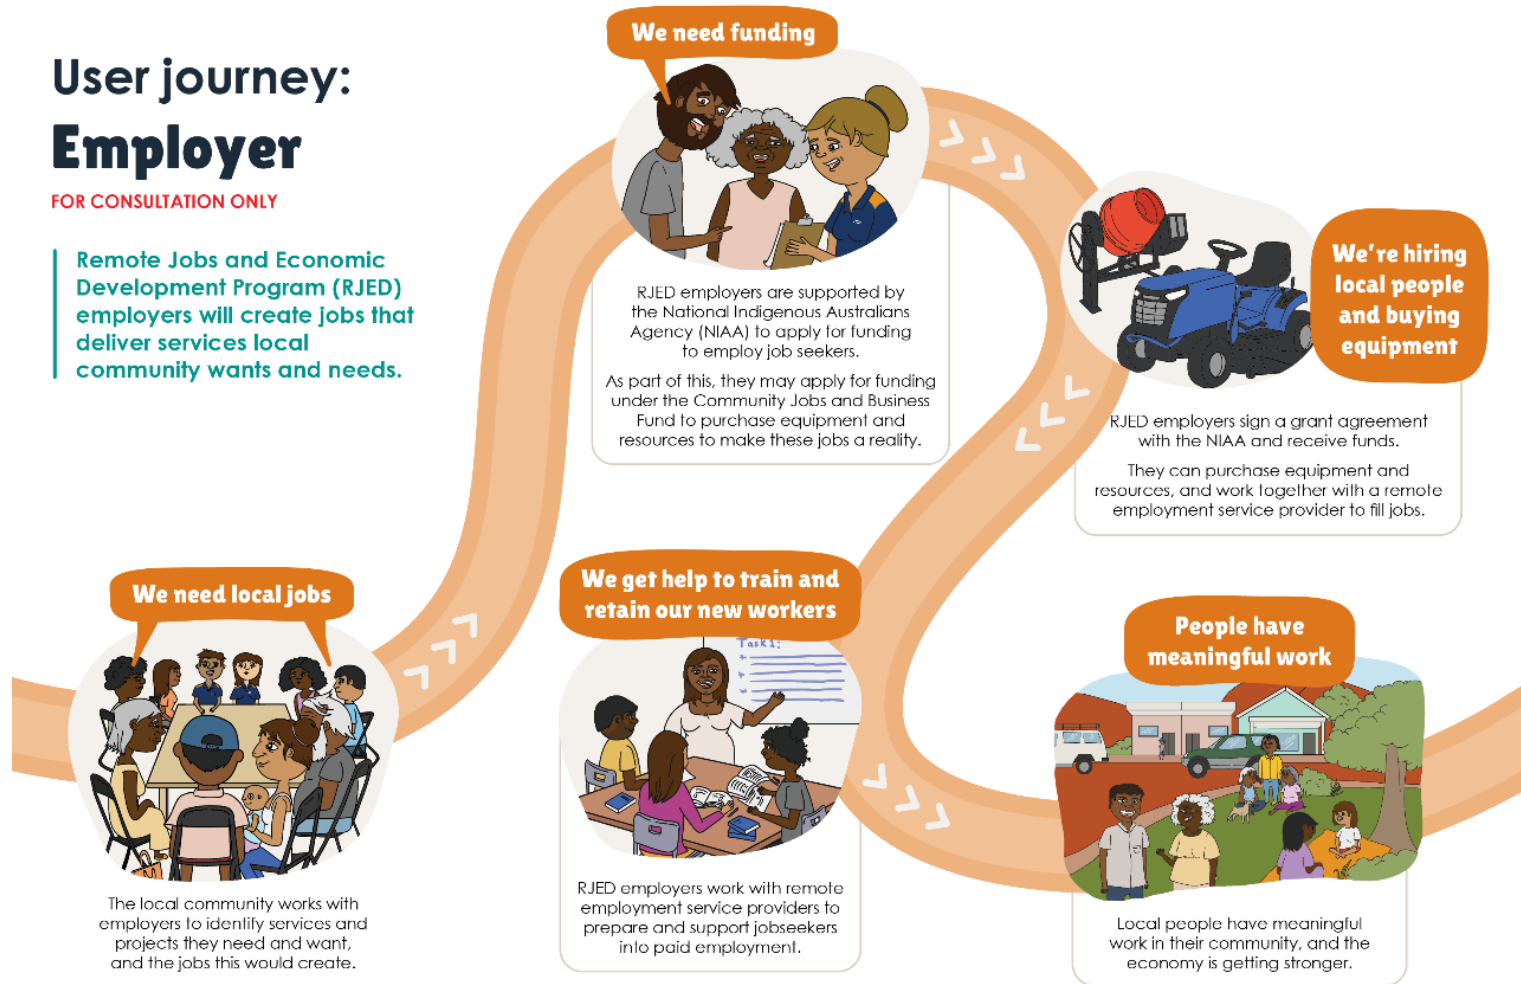 User journey:
Employer
FOR CONSULTATION ONLY
Remote Jobs and Economic
Development Program (RJED)
employers will create jobs that
deliver services local
community wants and needs.
We need local jobs
The local community works with
employers to identify services and
projects they need and want,
and the jobs this would create.
We need funding
RJED employers are supported by
the National Indigenous Australians
Agency (NIAA) to apply for funding
to employ job seekers.
As part of this, they may apply for funding
under the Community Jobs and Business
Fund to purchase equipment and
resources to make these jobs a reality.
We're hiring
local people
and buying
equipment
RJED employers sign a grant agreement
with the NIAA and receive funds.
They can purchase equipment and
resources, and work together with a remote
employment service provider to fill jobs.
We get help to train and
retain our new workers
Task 1:
RJED employers work with remote
employment service providers to
prepare and support jobseekers
into paid employment.
People have
meaningful work
Local people have meaningful
work in their community, and the
economy is getting stronger.